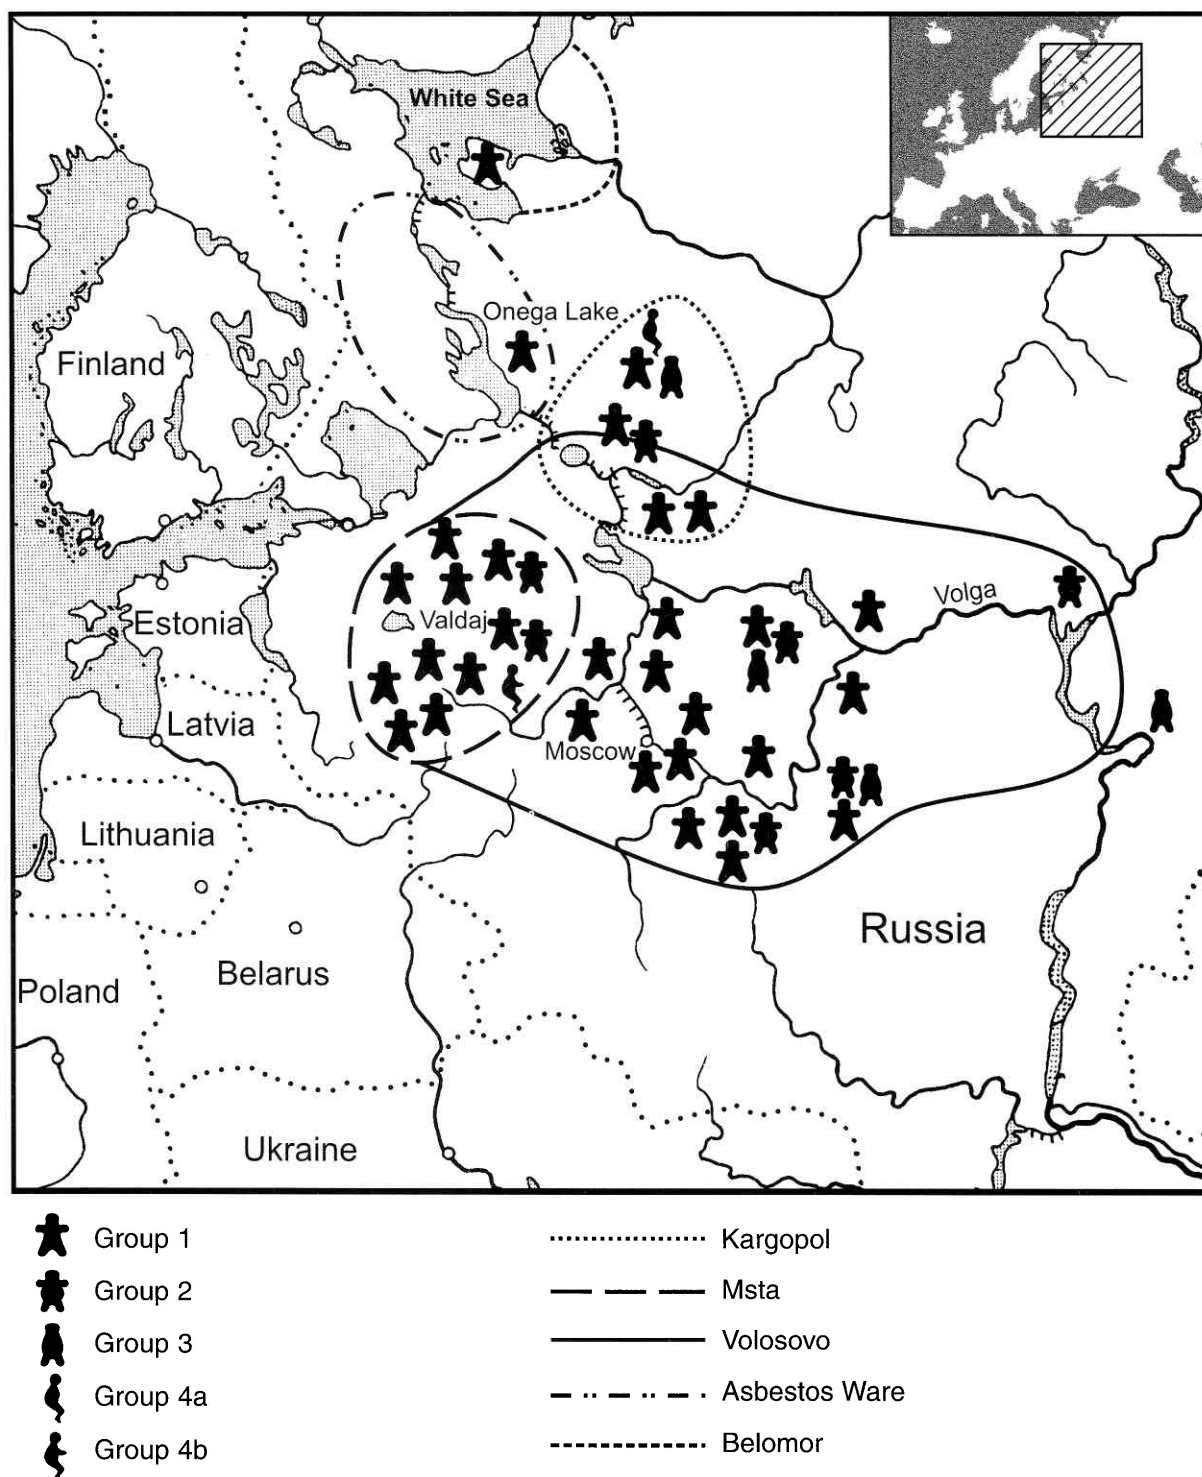 White Sea
Onega Lake
Finland
Volga
Estonia
Valdaj
Latvia
Moscow
Lithuania
Russia
Belarus
Poland
Ukraine
Group 1
Kargopol
Group 2
Msta
Group 3
Volosovo
Group 4a
Asbestos Ware
Group 4b
Belomor